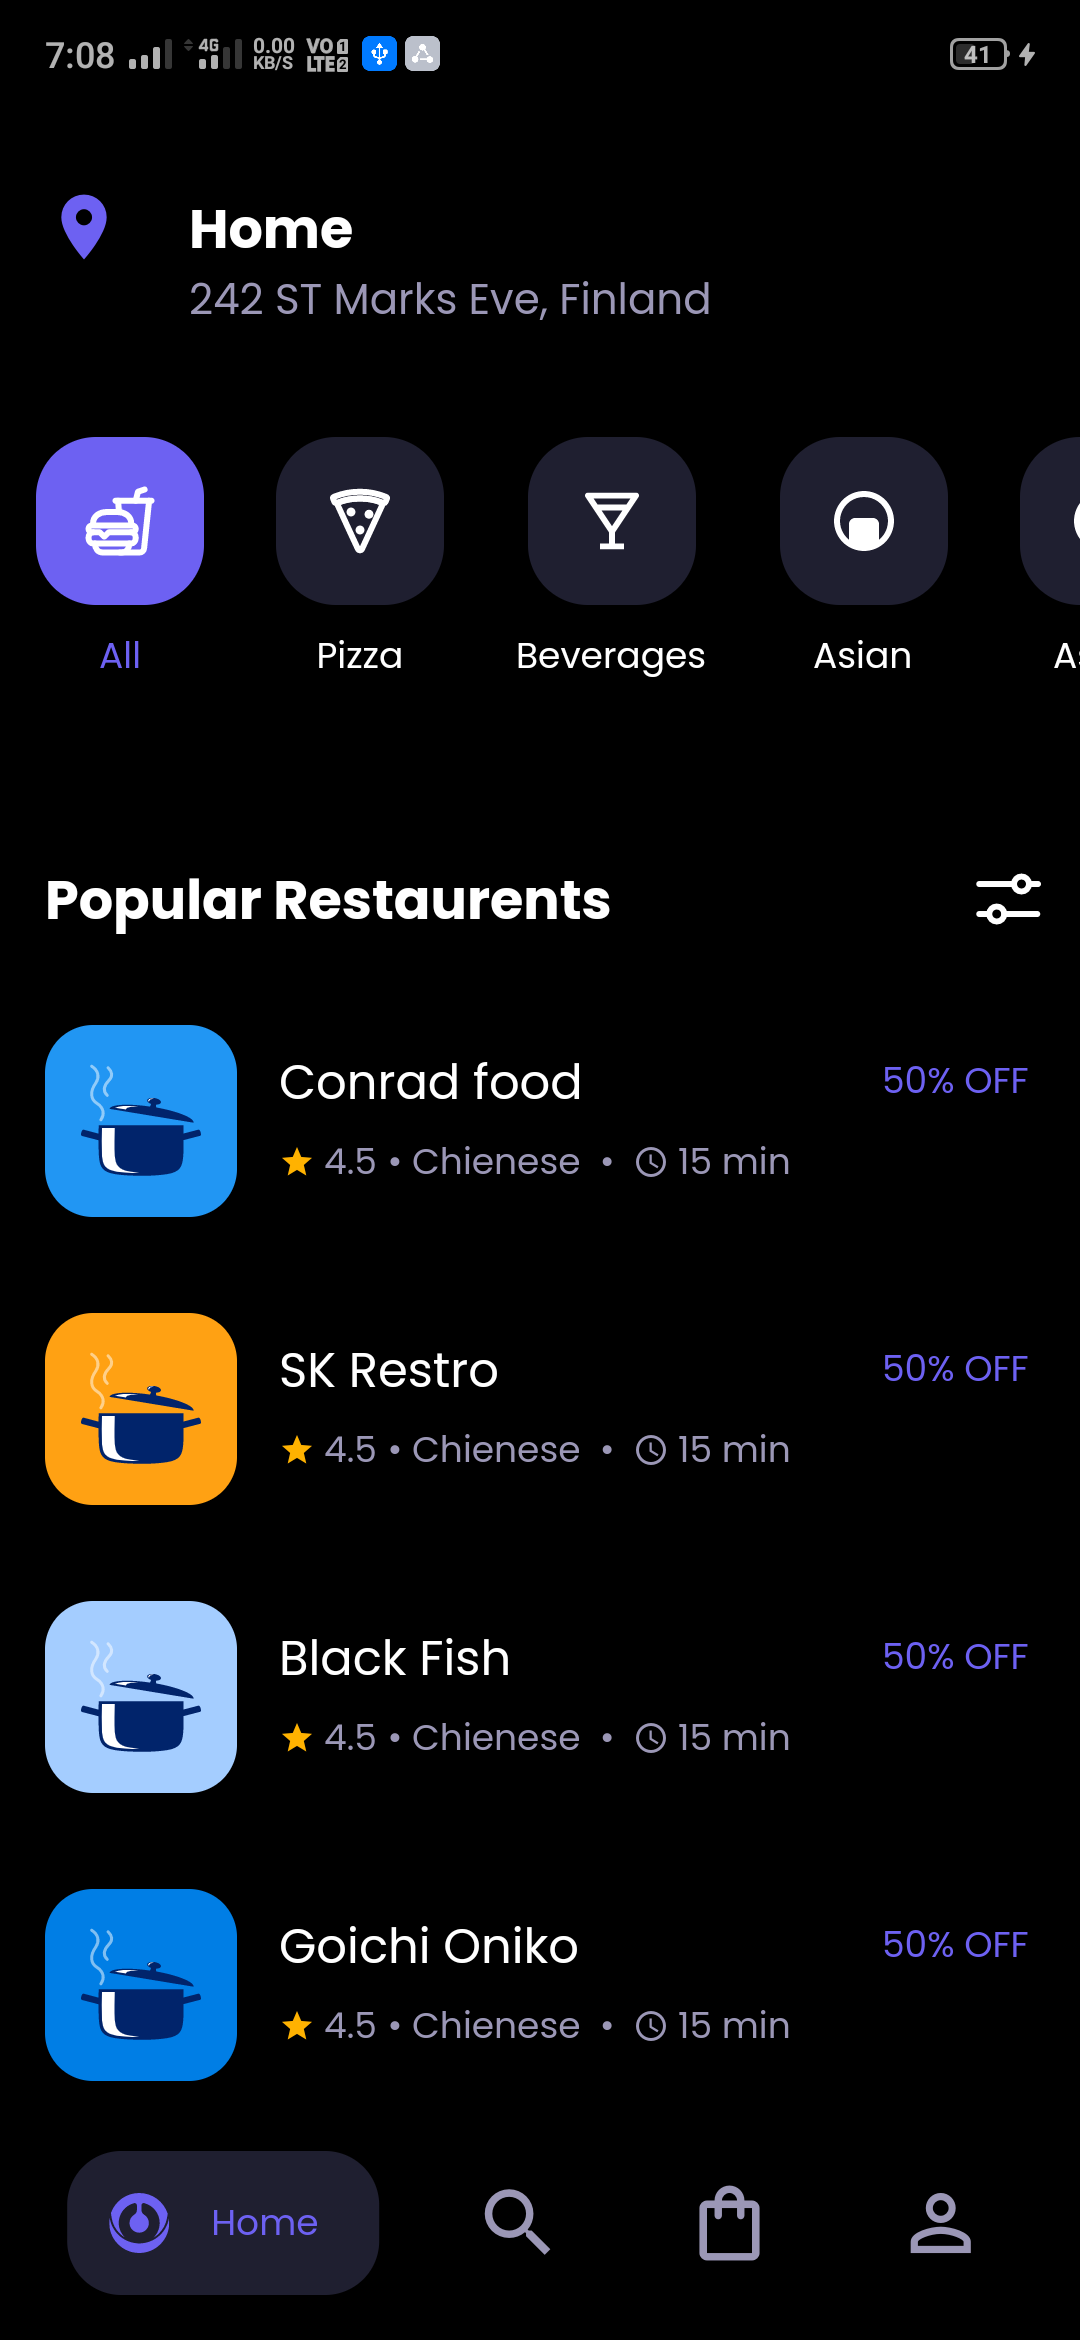 7:08 4G 0.00 KB/S VO LTE 1 2 41
Home
242 ST Marks Eve, Finland
All Pizza Beverages Asian
Popular Restaurents
Conrad food 50% OFF
4.5 • Chienese • 15 min
SK Restro 50% OFF
4.5 • Chienese • 15 min
Black Fish 50% OFF
4.5 • Chienese • 15 min
Goichi Oniko 50% OFF
4.5 • Chienese • 15 min
Home